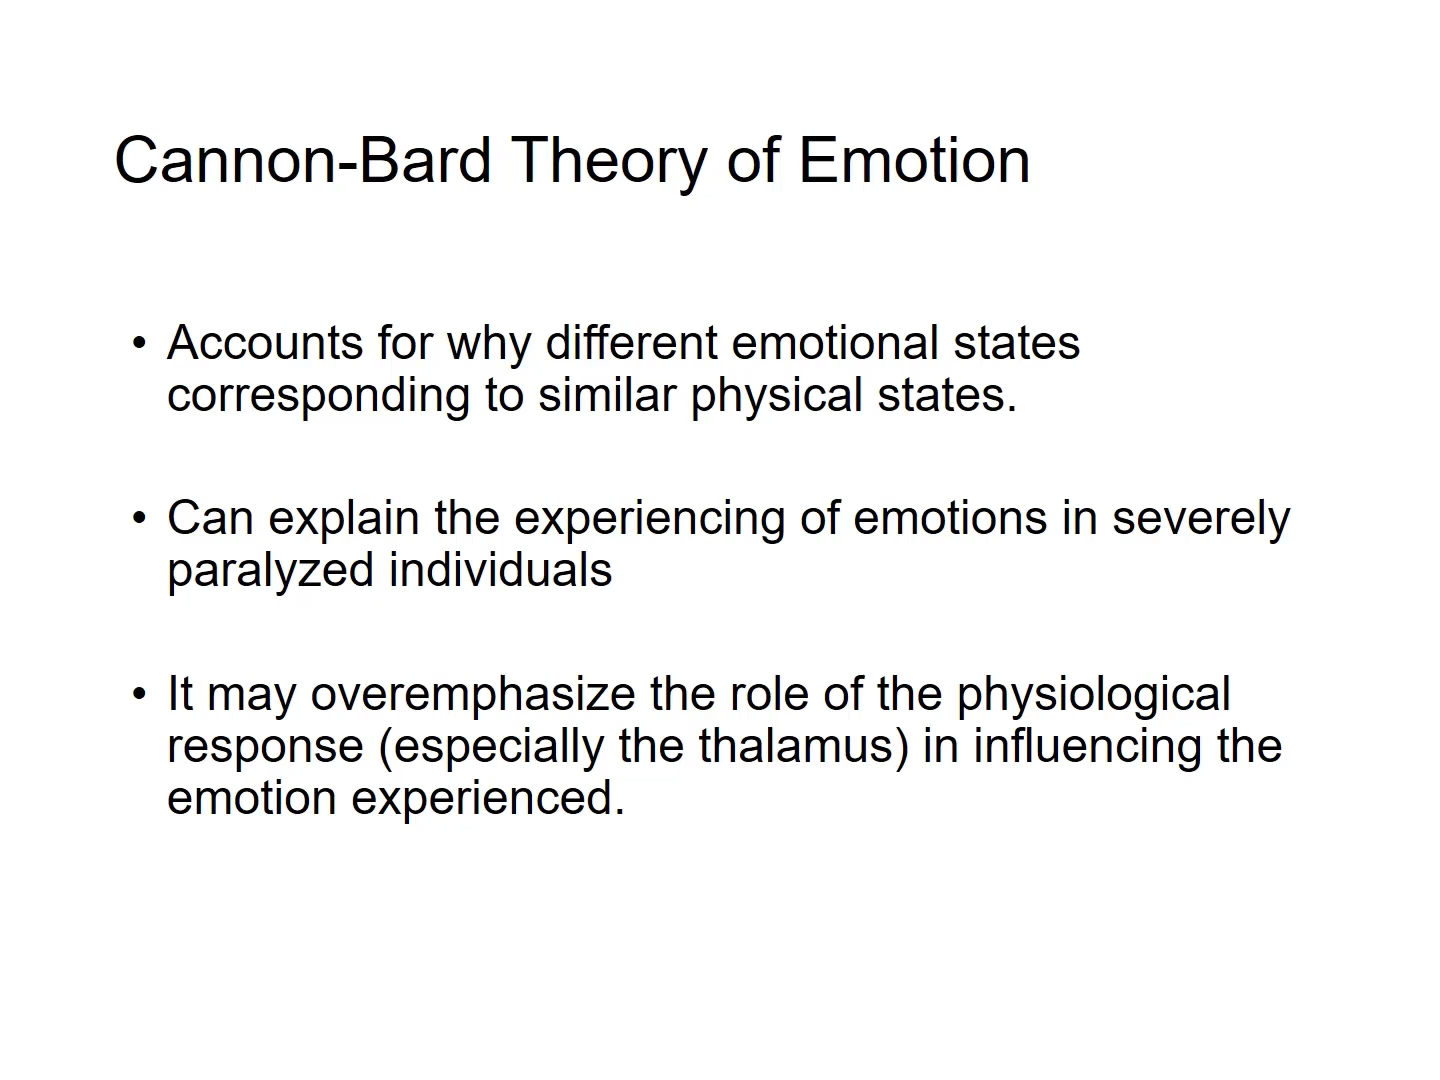 Cannon-Bard Theory of Emotion
• Accounts for why different emotional states
corresponding to similar physical states.
• Can explain the experiencing of emotions in severely
paralyzed individuals
• It may overemphasize the role of the physiological
response (especially the thalamus) in influencing the
emotion experienced.